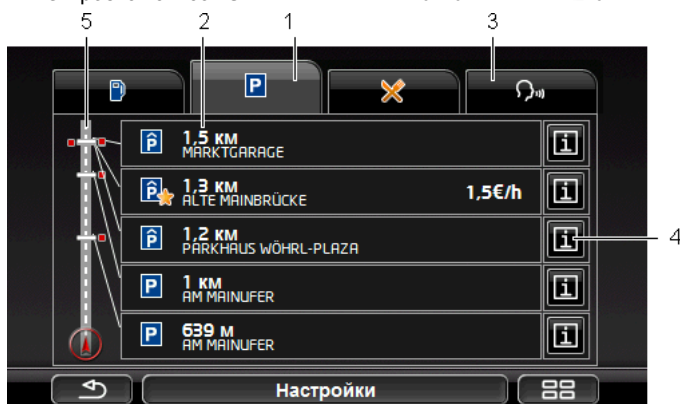 5 2 1 3
P
1,5 км
MARKTGARAGE
1,3 км
ALTE MAINBRÜCKE
1,5€/h
1,2 км
PARKHAUS WÖHRL-PLAZA
4
P 1 км
AM MAINUFER
P 639 м
AM MAINUFER
Настройки